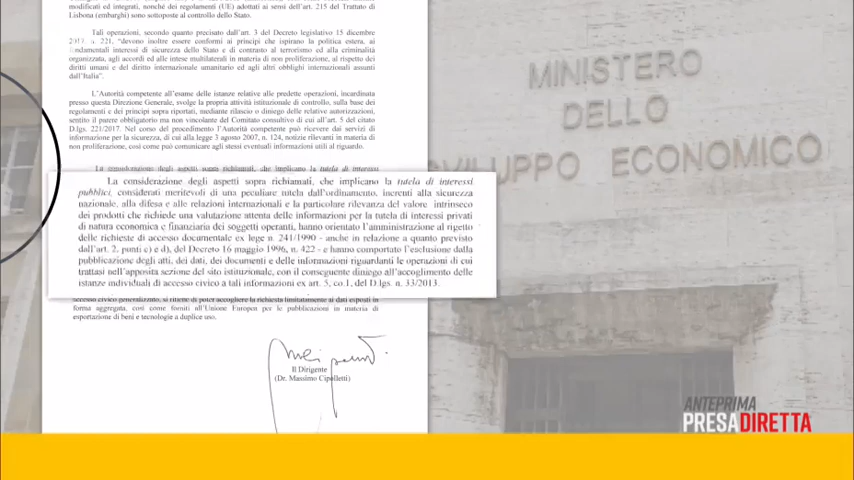 modificati ed integrati, nonché dei regolamenti (UE) adottati ai sensi dell'art. 215 del Trattato di
Lisbona (embarghi) sono sottoposte al controllo dello Stato.
Tali operazioni, secondo quanto precisato dall'art. 3 del Decreto legislativo 15 dicembre
2017, n. 221, "devono inoltre essere conformi ai principi che ispirano la politica estera, ai
fondamentali interessi di sicurezza dello Stato e di contrasto al terrorismo ed alla criminalità
organizzata, agli accordi ed alle intese multilaterali in materia di non proliferazione, al rispetto dei
diritti umani e del diritto internazionale umanitario ed agli altri obblighi internazionali assunti
dall'Italia".
L'Autorità competente all'esame delle istanze relative alle predette operazioni, incardinata
presso questa Direzione Generale, svolge la propria attività istituzionale di controllo, sulla base dei
regolamenti e dei principi sopra riportati, mediante rilascio o diniego delle relative autorizzazioni,
sentito il parere obbligatorio ma non vincolante del Comitato consultivo di cui all'art. 5 del citato
D.lgs. 221/2017. Nel corso del procedimento l'Autorità competente può ricevere dai servizi di
informazione per la sicurezza, di cui alla legge 3 agosto 2007, n. 124, notizie rilevanti in materia di
non proliferazione, così come può comunicare agli stessi eventuali informazioni utili al riguardo.
La considerazione degli aspetti sopra richiamati, che implicano la tutela di interessi
La considerazione degli aspetti sopra richiamati, che implicano la tutela di interessi
pubblici, considerati meritevoli di una peculiare tutela dall'ordinamento, inerenti alla sicurezza
nazionale, alla difesa e alle relazioni internazionali e la particolare rilevanza del valore intrinseco
dei prodotti che richiede una valutazione attenta delle informazioni per la tutela di interessi privati
di natura economica e finanziaria dei soggetti operanti, hanno orientato l'amministrazione al rigetto
delle richieste di accesso documentale ex lege n. 241/1990 - anche in relazione a quanto previsto
dall'art. 2, punti c) e d), del Decreto 16 maggio 1996, n. 422 - e hanno comportato l'esclusione dalla
pubblicazione degli atti, dei dati, dei documenti e delle informazioni riguardanti le operazioni di cui
trattasi nell'apposita sezione del sito istituzionale, con il conseguente diniego all'accoglimento delle
istanze individuali di accesso civico a tali informazioni ex art. 5, co.1, del D.lgs. n. 33/2013.
accesso civico generalizzato, si ritiene di poter accogliere la richiesta limitatamente ai dati esposti in
forma aggregata, così come forniti all'Unione Europea per le pubblicazione in materia di
esportazione di beni e tecnologie a duplice uso.
Il Dirigente
(Dr. Massimo Cipolletti)
MINISTERO
DELLO
SVILUPPO ECONOMICO
ANTEPRIMA
PRESADIRETTA